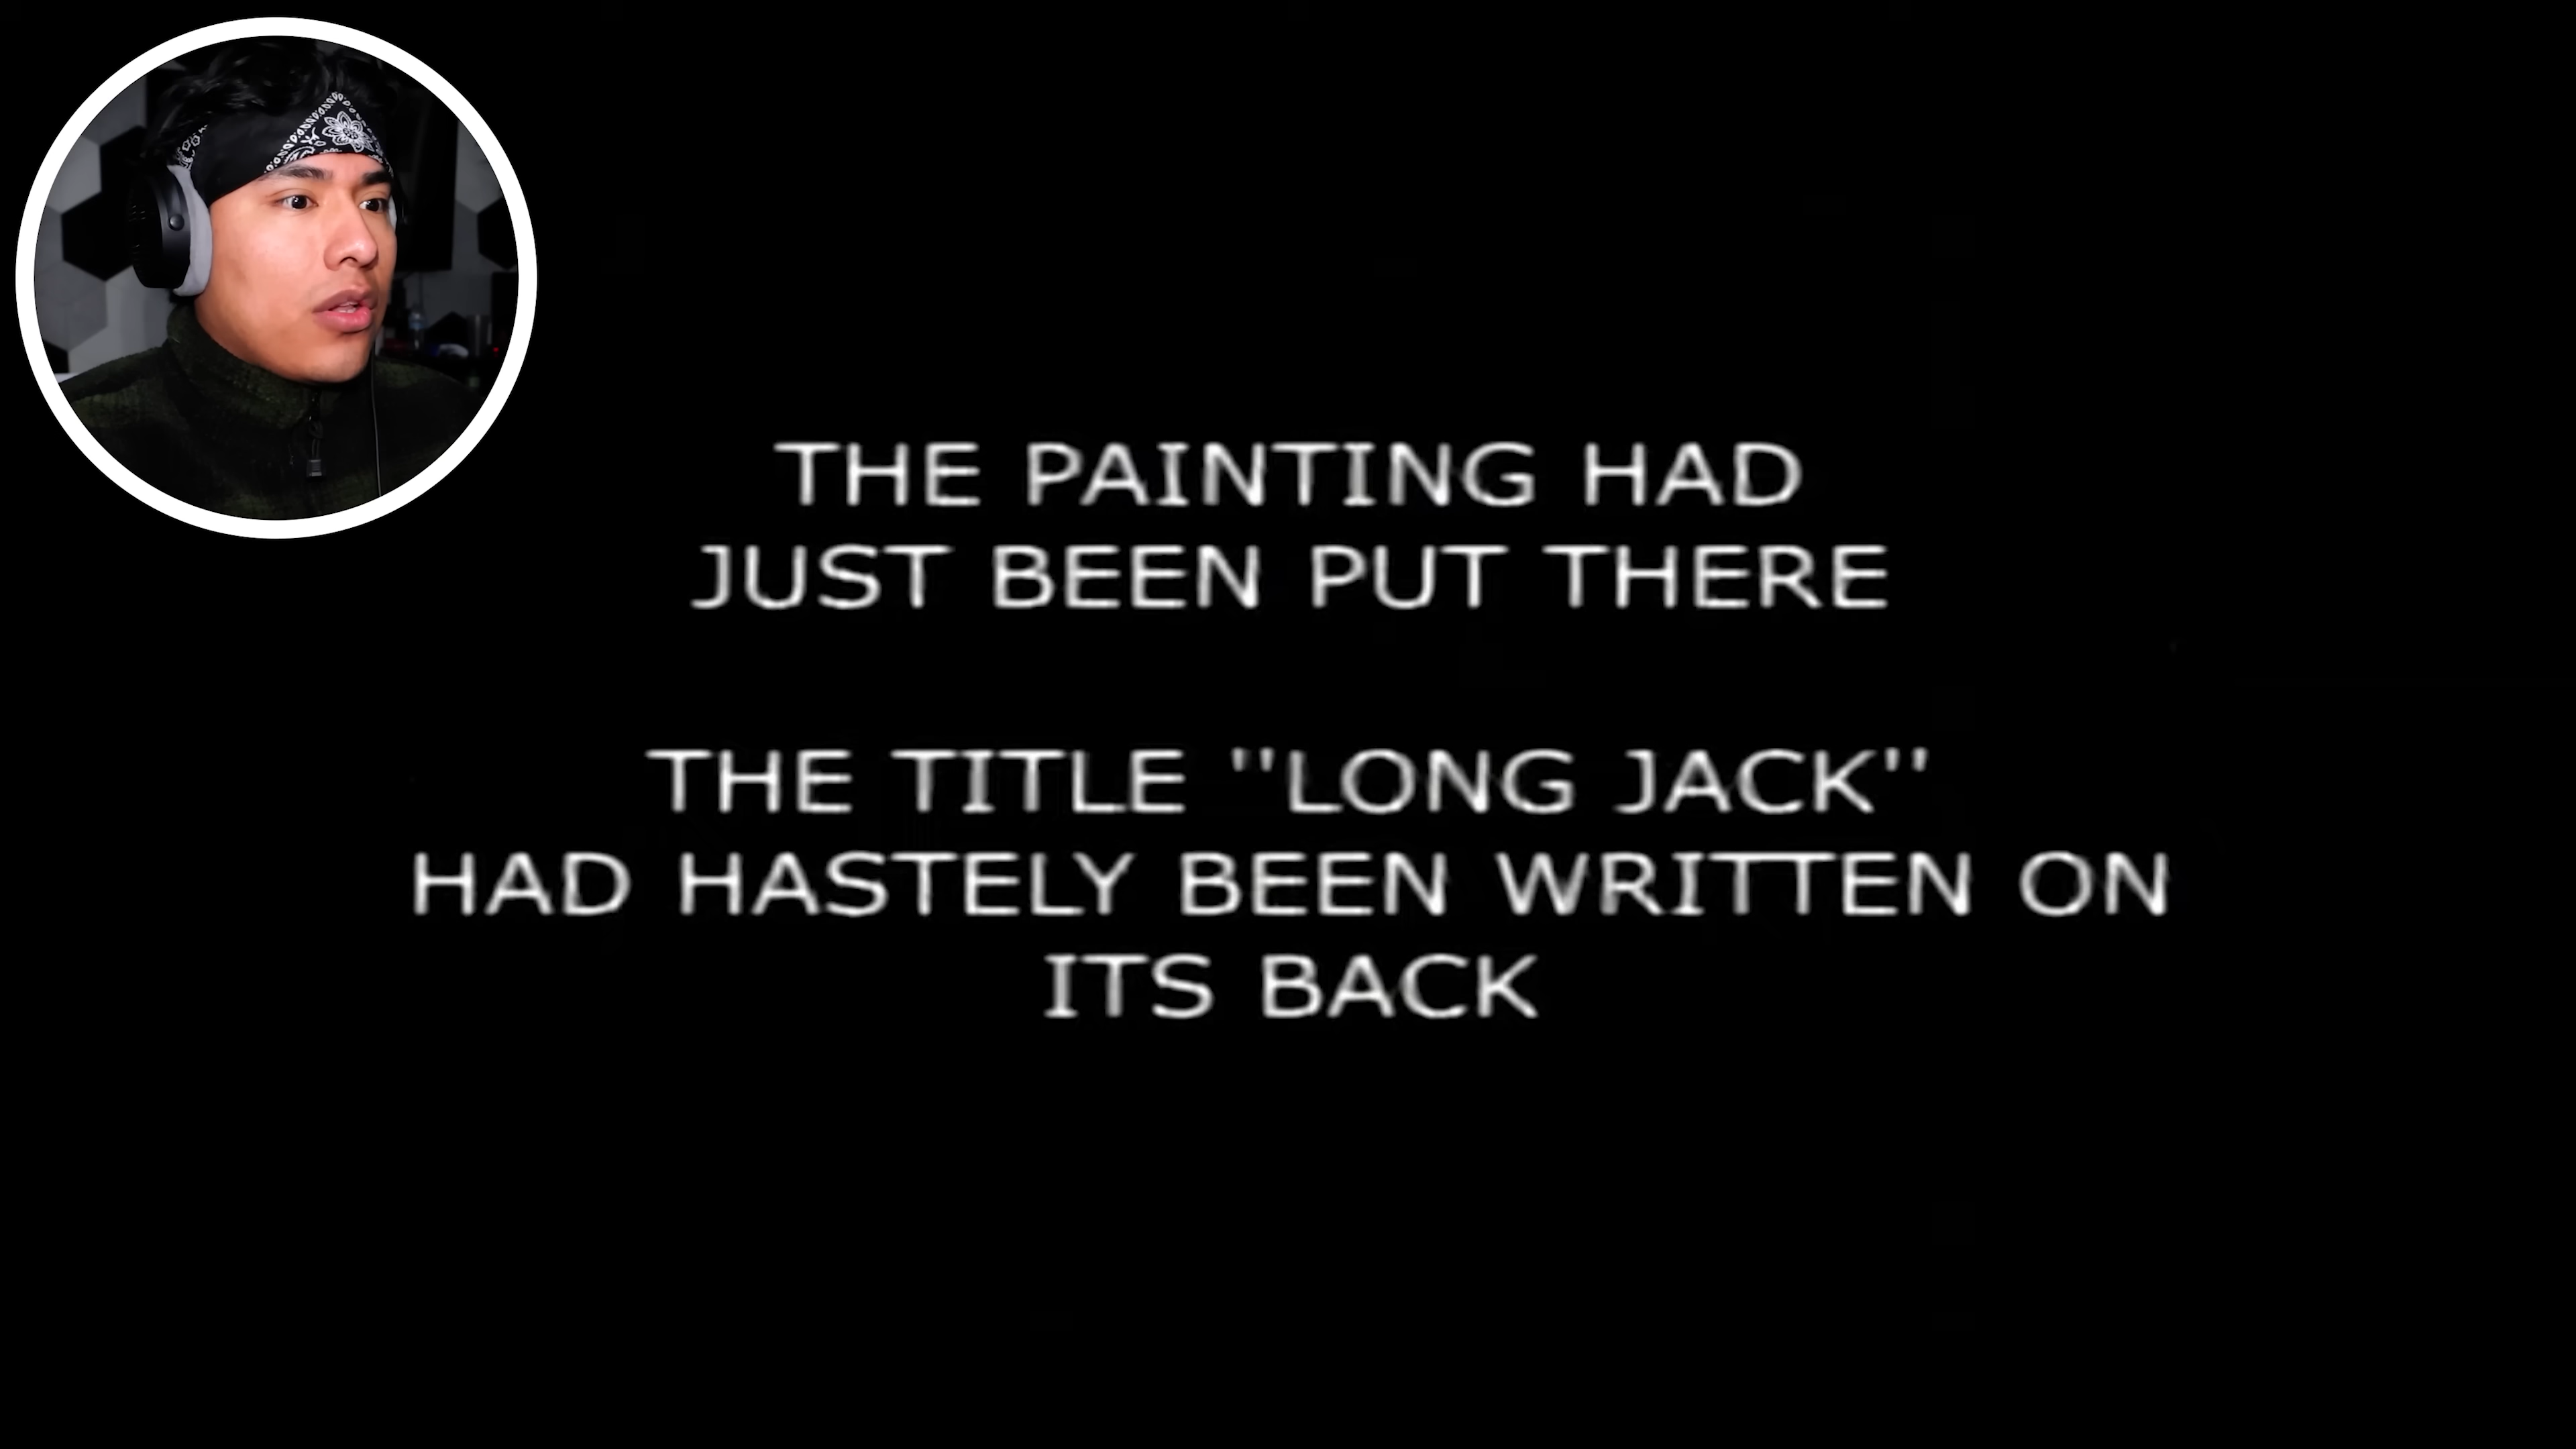 THE PAINTING HAD
JUST BEEN PUT THERE
THE TITLE "LONG JACK"
HAD HASTELY BEEN WRITTEN ON
ITS BACK